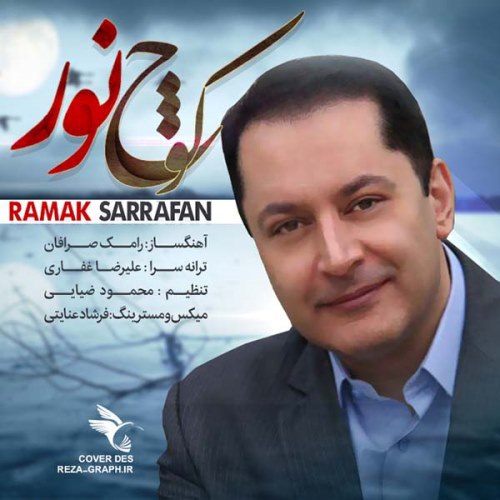 کوچ نور
RAMAK SARRAFAN
آهنگساز: رامک صرافان
ترانه سرا : علیرضا غفاری
تنظیم : محمود ضیایی
میکس و مسترینگ: فرشاد عنایتی
COVER DES
REZA-GRAPH.IR